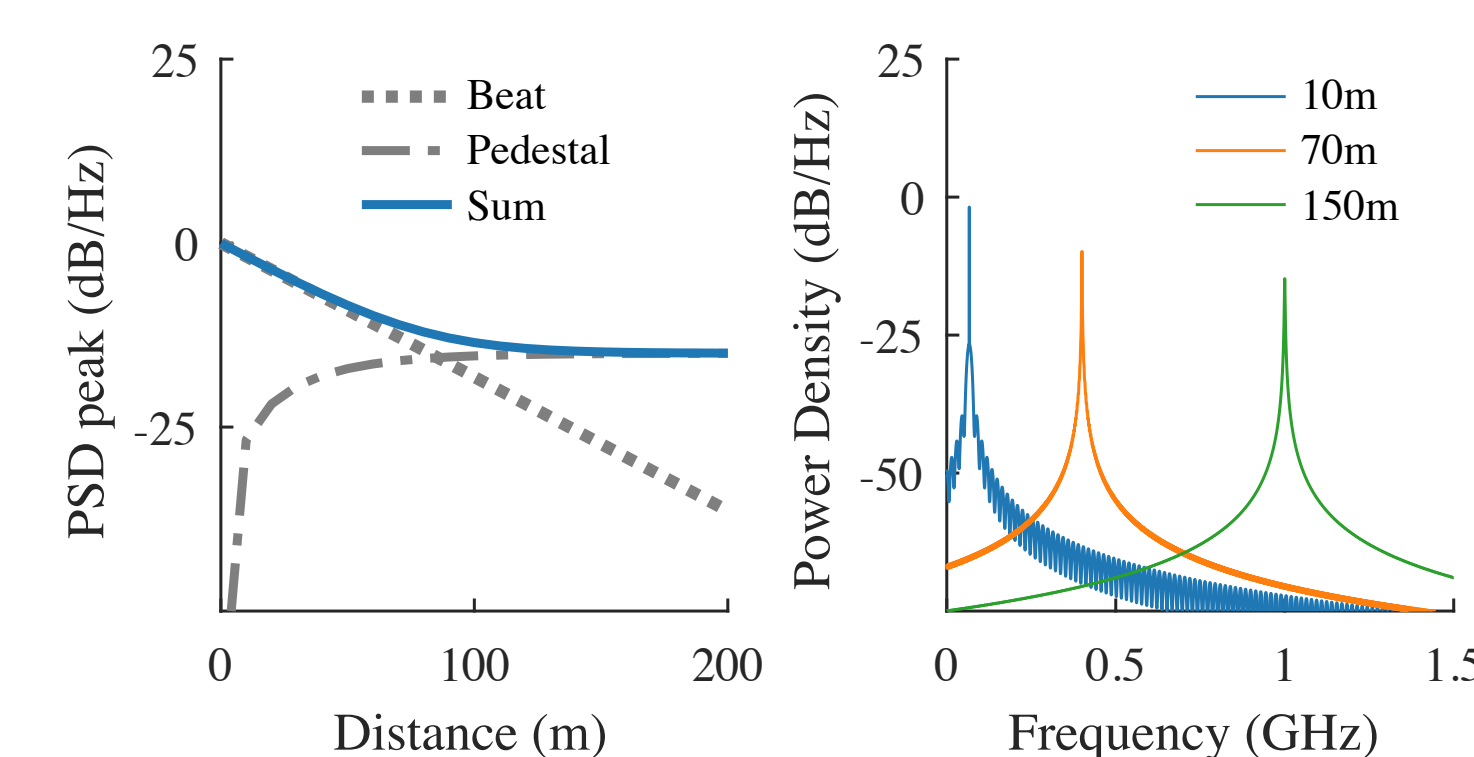 25
0
-25
PSD peak (dB/Hz)
Beat
Pedestal
Sum
0 100 200
Distance (m)
25
0
-25
-50
Power Density (dB/Hz)
10m
70m
150m
0 0.5 1 1.5
Frequency (GHz)